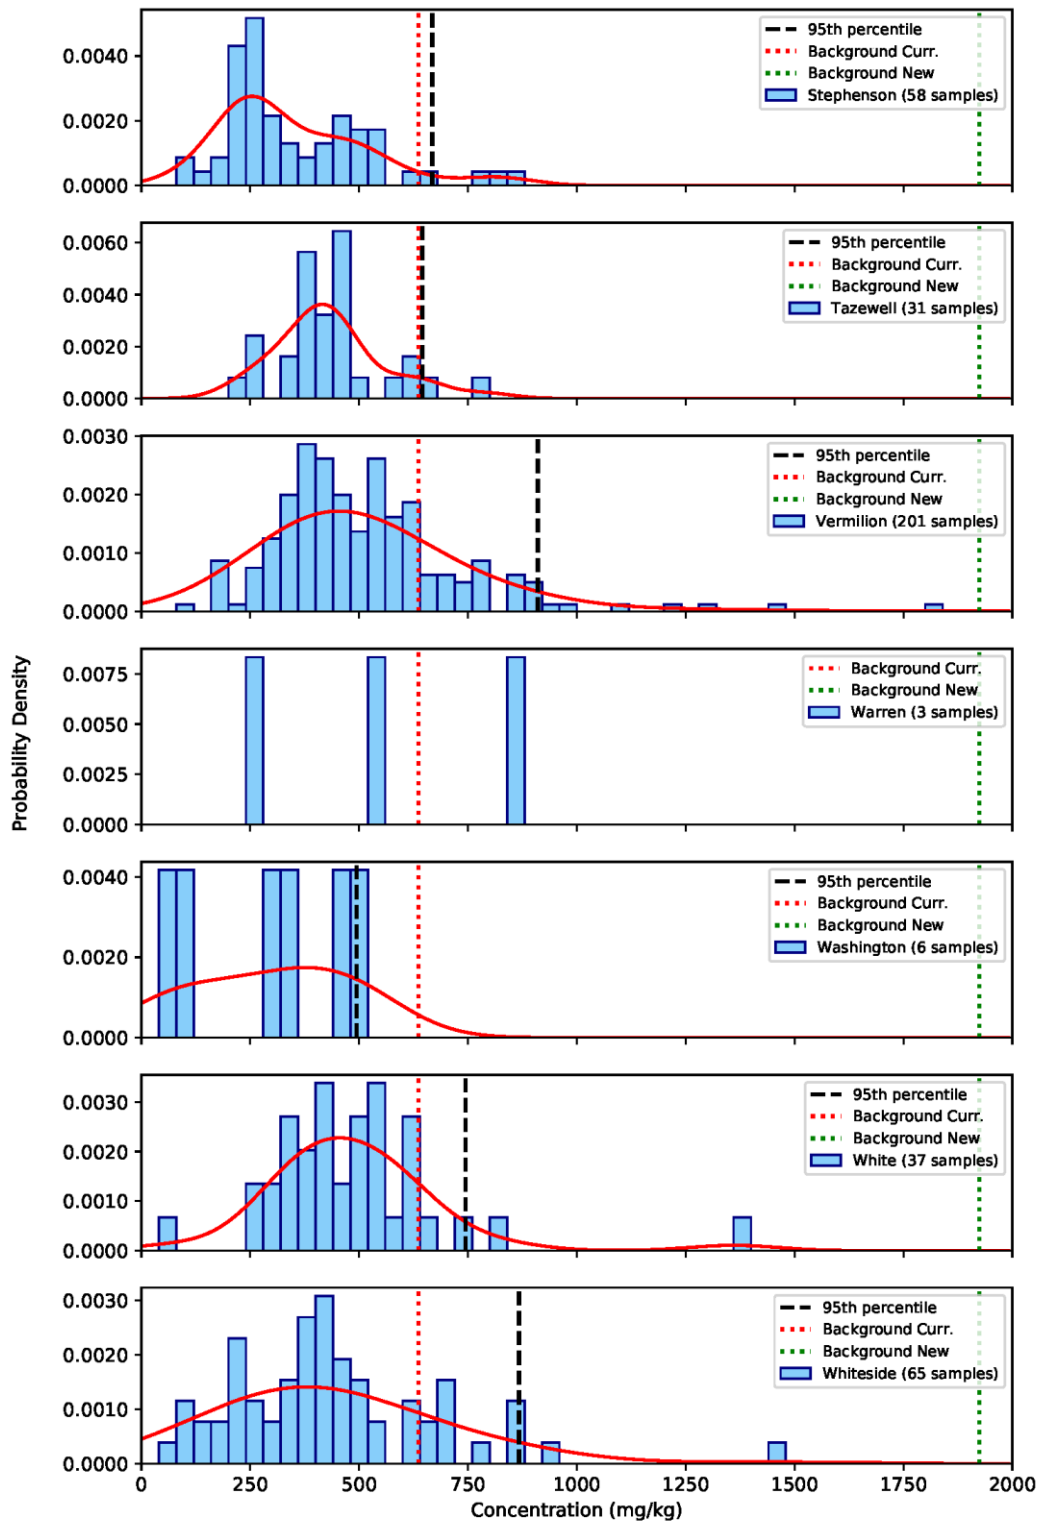 95th percentile
Background Curr.
Background New
Stephenson (58 samples)
0.0040
0.0020
0.0000
95th percentile
Background Curr.
Background New
Tazewell (31 samples)
0.0060
0.0040
0.0020
0.0000
95th percentile
Background Curr.
Background New
Vermilion (201 samples)
0.0030
0.0020
0.0010
0.0000
Probability Density
Background Curr.
Background New
Warren (3 samples)
0.0075
0.0050
0.0025
0.0000
95th percentile
Background Curr.
Background New
Washington (6 samples)
0.0040
0.0020
0.0000
95th percentile
Background Curr.
Background New
White (37 samples)
0.0030
0.0020
0.0010
0.0000
95th percentile
Background Curr.
Background New
Whiteside (65 samples)
0.0030
0.0020
0.0010
0.0000
0 250 500 750 1000 1250 1500 1750 2000
Concentration (mg/kg)